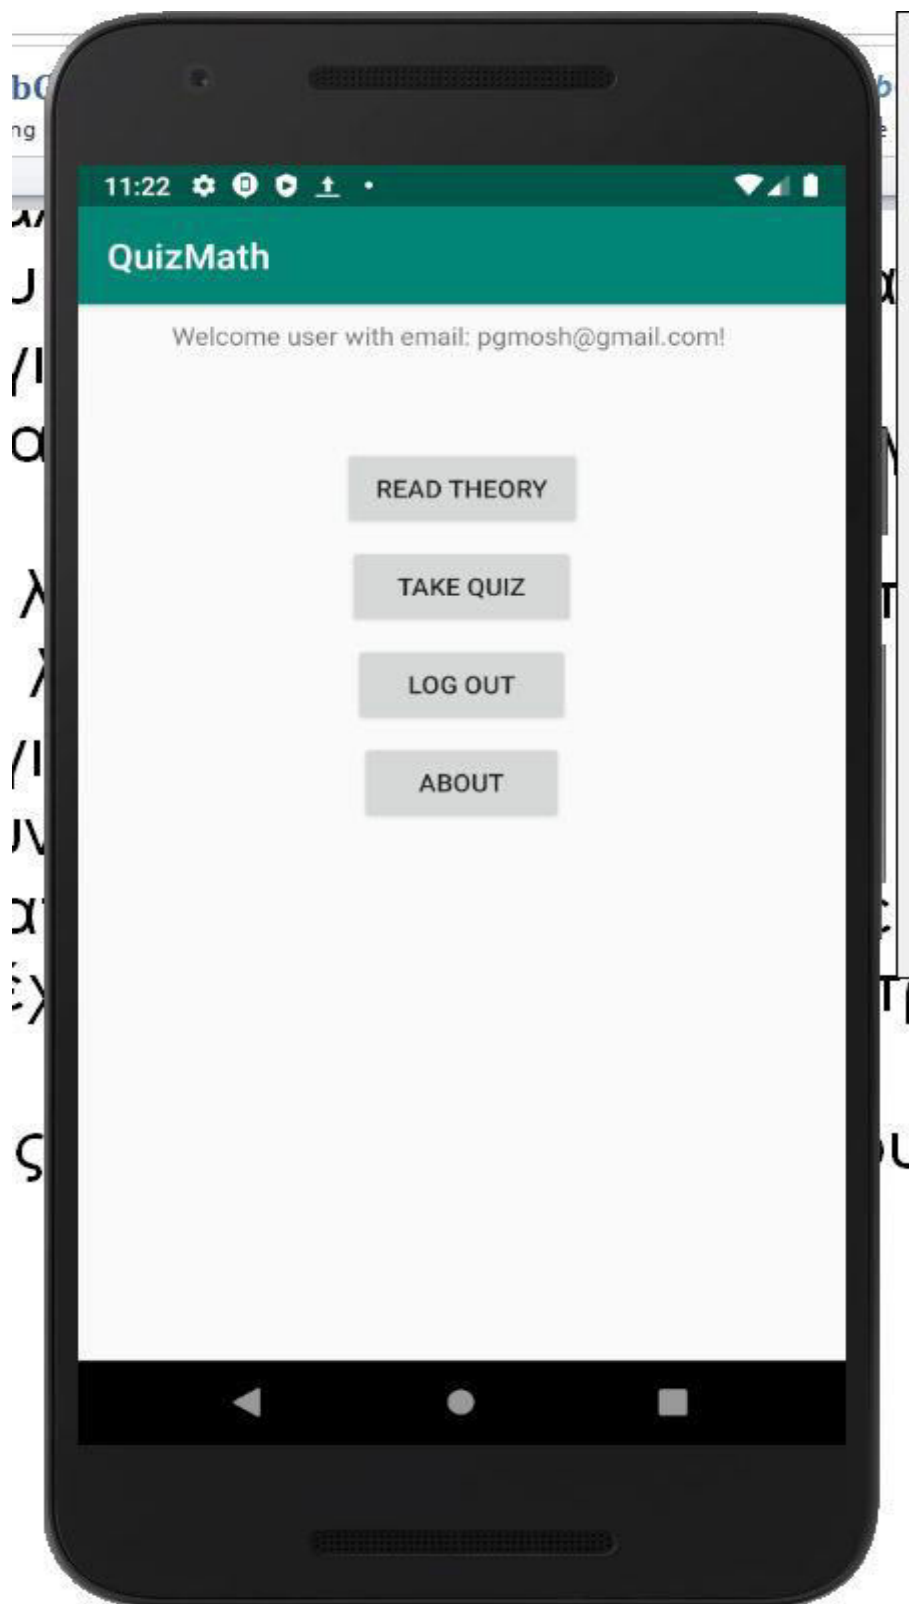 11:22
QuizMath
Welcome user with email: pgmosh@gmail.com!
READ THEORY
TAKE QUIZ
LOG OUT
ABOUT